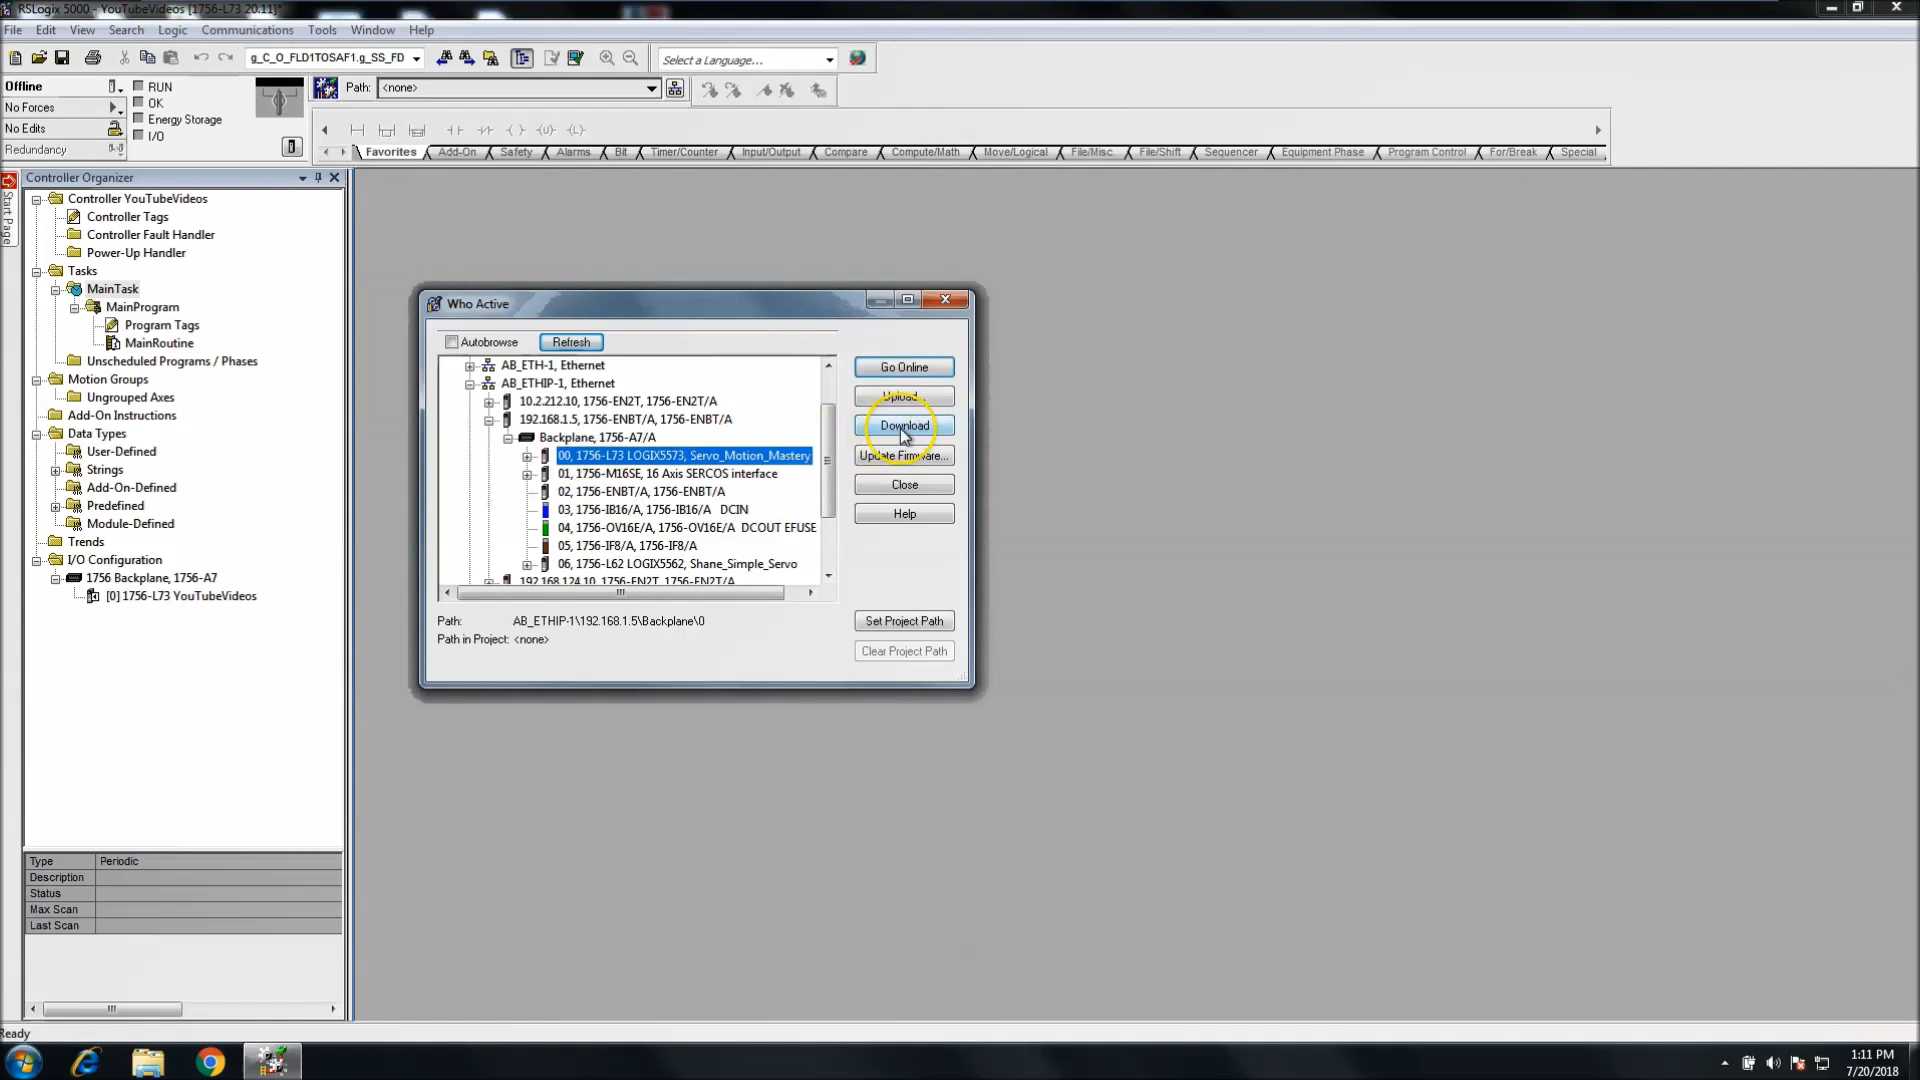 RSLogix 5000 - YouTubeVideos [1756-L73 20.11]*
File Edit View Search Logic Communications Tools Window Help
g_C_O_FLD1TOSAF1.g_SS_FD
Select a Language...
Offline
RUN
Path: <none>
No Forces
OK
Energy Storage
No Edits
I/O
Redundancy
Favorites Add-On Safety Alarms Bit Timer/Counter Input/Output Compare Compute/Math Move/Logical File/Misc. File/Shift Sequencer Equipment Phase Program Control For/Break Special
Start Page
Controller Organizer
Controller YouTubeVideos
Controller Tags
Controller Fault Handler
Power-Up Handler
Tasks
MainTask
MainProgram
Program Tags
MainRoutine
Unscheduled Programs / Phases
Motion Groups
Ungrouped Axes
Add-On Instructions
Data Types
User-Defined
Strings
Add-On-Defined
Predefined
Module-Defined
Trends
I/O Configuration
1756 Backplane, 1756-A7
[0] 1756-L73 YouTubeVideos
Type Periodic
Description
Status
Max Scan
Last Scan
Who Active
Autobrowse
Refresh
AB_ETH-1, Ethernet
AB_ETHIP-1, Ethernet
10.2.212.10, 1756-EN2T, 1756-EN2T/A
192.168.1.5, 1756-ENBT/A, 1756-ENBT/A
Backplane, 1756-A7/A
00, 1756-L73 LOGIX5573, Servo_Motion_Mastery
01, 1756-M16SE, 16 Axis SERCOS interface
02, 1756-ENBT/A, 1756-ENBT/A
03, 1756-IB16/A, 1756-IB16/A DCIN
04, 1756-OV16E/A, 1756-OV16E/A DCOUT EFUSE
05, 1756-IF8/A, 1756-IF8/A
06, 1756-L62 LOGIX5562, Shane_Simple_Servo
192.168.124.10, 1756-EN2T, 1756-EN2T/A
Go Online
Upload...
Download
Update Firmware...
Close
Help
Path: AB_ETHIP-1\192.168.1.5\Backplane\0
Path in Project: <none>
Set Project Path
Clear Project Path
Ready
1:11 PM
7/20/2018